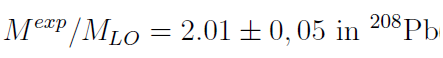 M^{exp}/M_{LO} = 2.01 ± 0,05 in ^{208}Pb